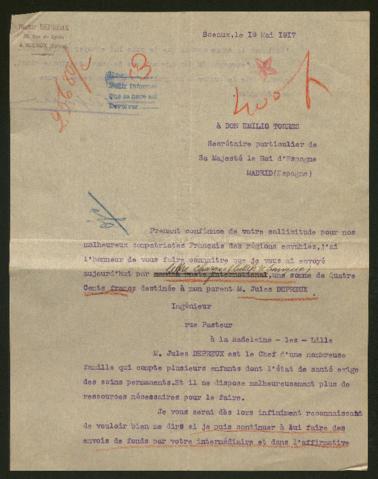 Hector DEPREUX
à SCEAUX (Seine)
Sceaux, le 19 Mai 1917
400 f
À DON EMILIO TORRES
Secrétaire particulier de
Sa Majesté le Roi d'Espagne
MADRID (Espagne)
Prenant confiance de votre sollicitude pour nos
malheureux compatriotes Français des régions envahies, j'ai
l'honneur de vous faire connaître que je vous ai envoyé
aujourd'hui par mandat poste international, une somme de Quatre
Cents francs destinée à mon parent M. Jules DEPREUX
Ingénieur
rue Pasteur
à la Madeleine - les - Lille
M. Jules DEPREUX est le Chef d'une nombreuse
famille qui compte plusieurs enfants dont l'état de santé exige
des soins permanents. Et il ne dispose malheureusement plus de
ressources nécessaires pour le faire.
Je vous serai dès lors infiniment reconnaissant
de vouloir bien me dire si je puis continuer à lui faire des
envois de fonds par votre intermédiaire et dans l'affirmative